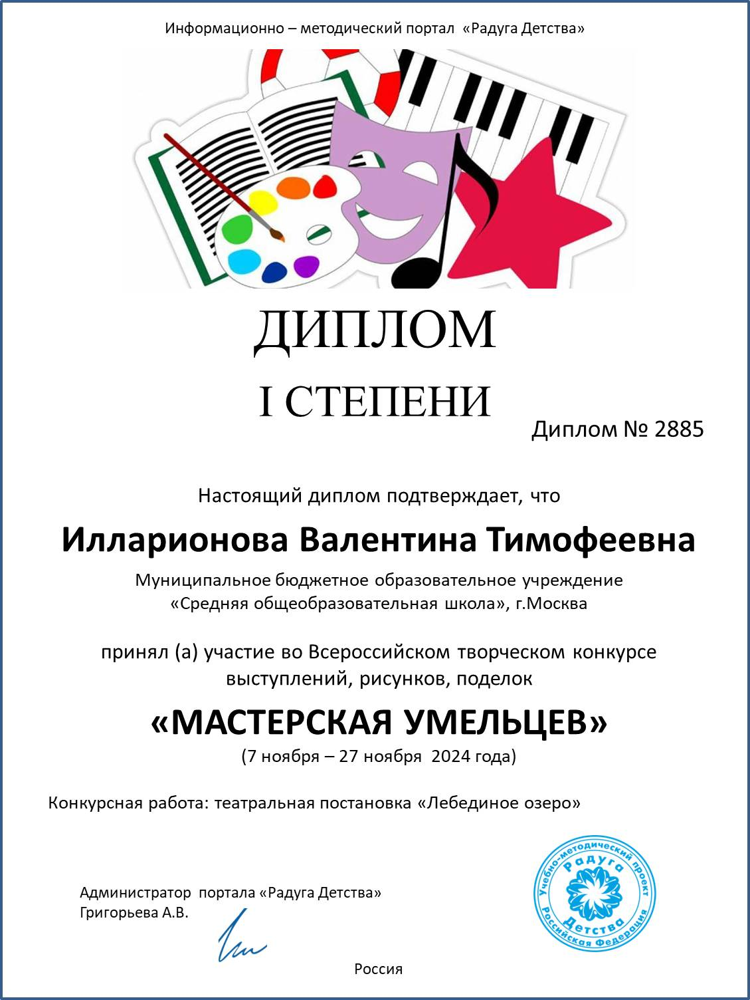 Информационно – методический портал «Радуга Детства»
ДИПЛОМ
I СТЕПЕНИ
Диплом № 2885
Настоящий диплом подтверждает, что
Илларионова Валентина Тимофеевна
Муниципальное бюджетное образовательное учреждение
«Средняя общеобразовательная школа», г.Москва
принял (а) участие во Всероссийском творческом конкурсе
выступлений, рисунков, поделок
«МАСТЕРСКАЯ УМЕЛЬЦЕВ»
(7 ноября – 27 ноября 2024 года)
Конкурсная работа: театральная постановка «Лебединое озеро»
Учебно-методический проект
Радуга
Детства
Российская Федерация
Администратор портала «Радуга Детства»
Григорьева А.В.
Россия